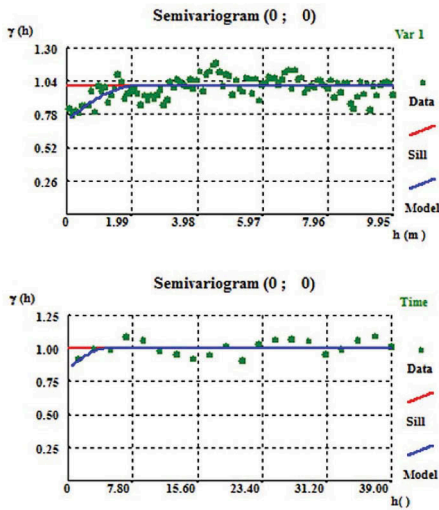 Semivariogram (0 ; 0)
γ (h)
Var 1
1.30
1.04
0.78
0.52
0.26
0
1.99
3.98
5.97
7.96
9.95
h (m )
Data
Sill
Model
Semivariogram (0 ; 0)
γ (h)
Time
1.25
1.00
0.75
0.50
0.25
0
7.80
15.60
23.40
31.20
39.00
h( )
Data
Sill
Model